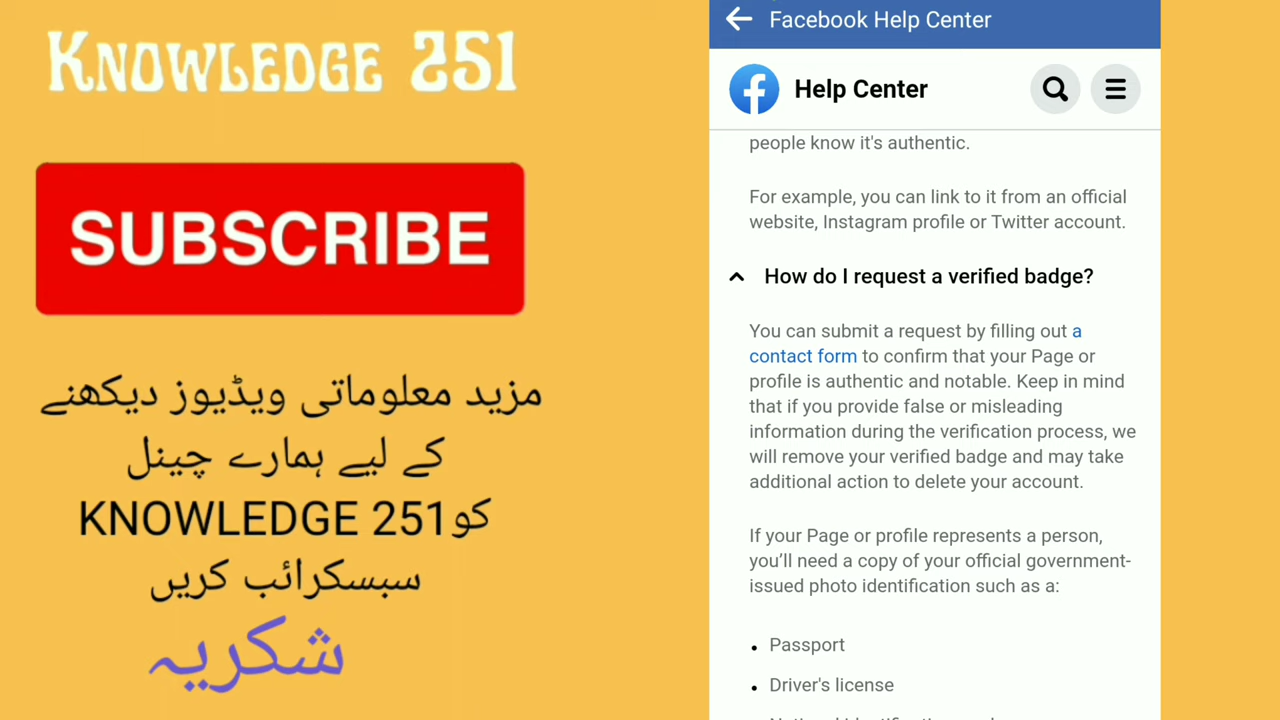 KNOWLEDGE 251
SUBSCRIBE
مزید معلوماتی ویڈیوز دیکھنے
کے لیے ہمارے چینل
کو KNOWLEDGE 251
سبسکرائب کریں
شکریہ
Facebook Help Center
Help Center
people know it's authentic.
For example, you can link to it from an official
website, Instagram profile or Twitter account.
How do I request a verified badge?
You can submit a request by filling out a
contact form to confirm that your Page or
profile is authentic and notable. Keep in mind
that if you provide false or misleading
information during the verification process, we
will remove your verified badge and may take
additional action to delete your account.
If your Page or profile represents a person,
you’ll need a copy of your official government-
issued photo identification such as a:
• Passport
• Driver's license